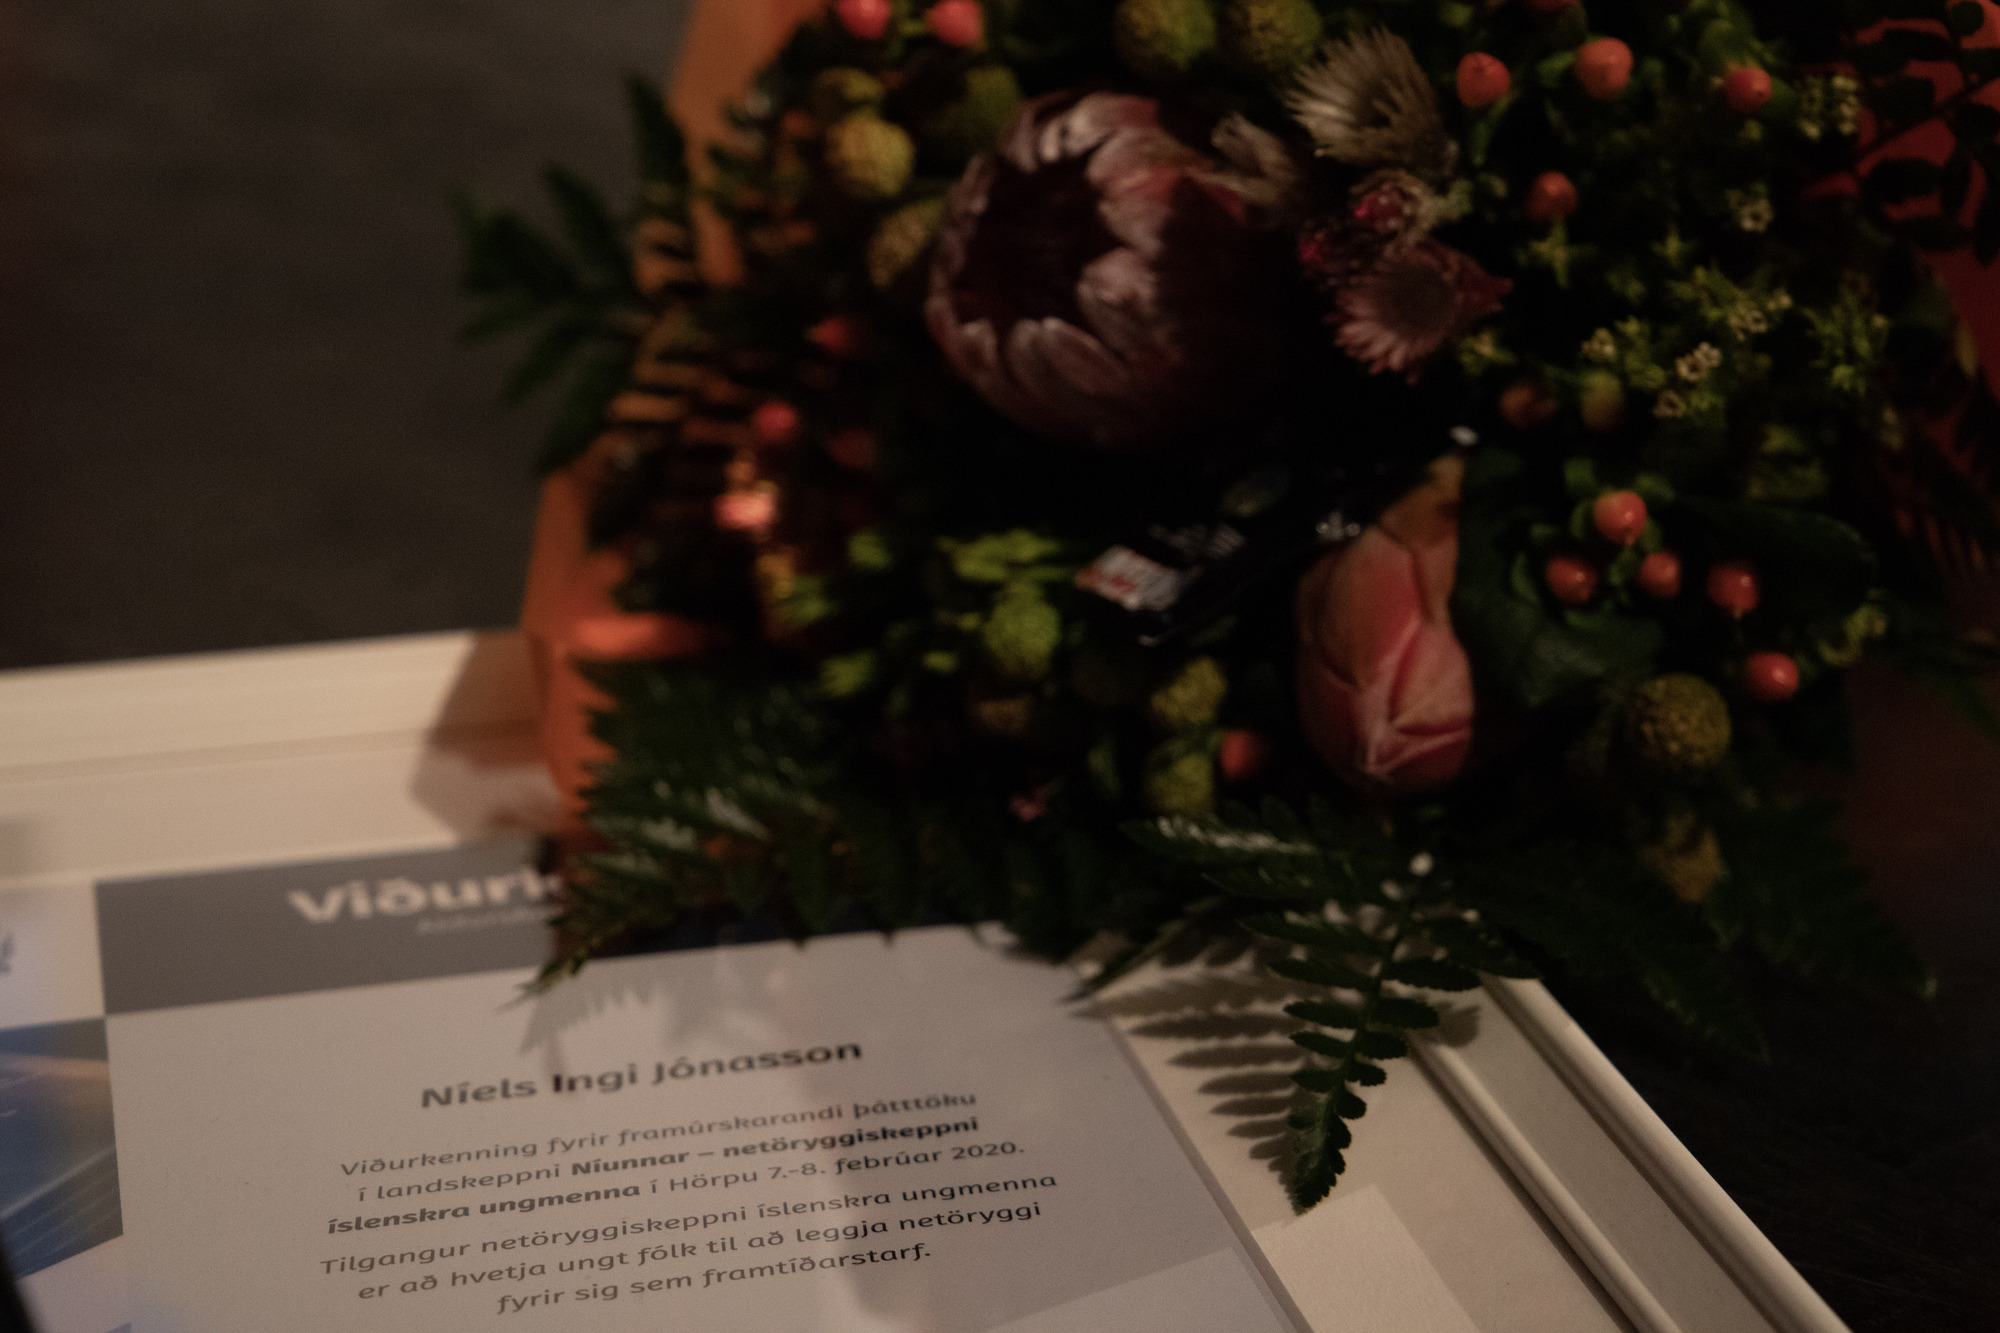 Níels Ingi Jónasson
Viðurkenning fyrir framúrskarandi þátttöku
í landskeppni Níunnar – netöryggiskeppni
íslenskra ungmenna í Hörpu 7.-8. febrúar 2020.
Tilgangur netöryggiskeppni íslenskra ungmenna
er að hvetja ungt fólk til að leggja netöryggi
fyrir sig sem framtíðarstarf.